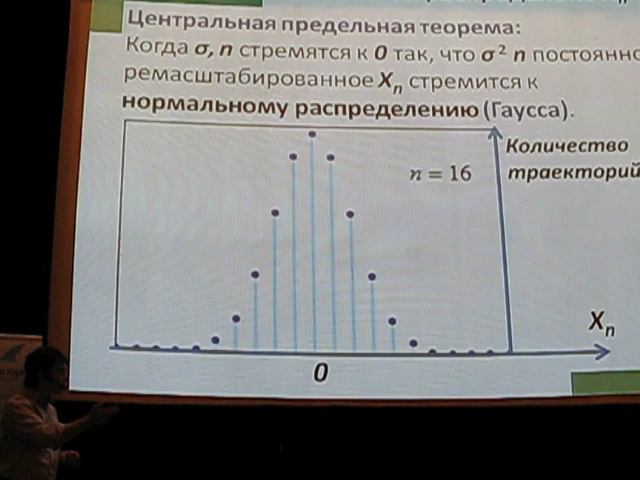 Центральная предельная теорема:
Когда σ, n стремятся к 0 так, что σ² n постоянно
ремасштабированное Xn стремится к
нормальному распределению (Гаусса).
Количество
траекторий
n = 16
Xn
0